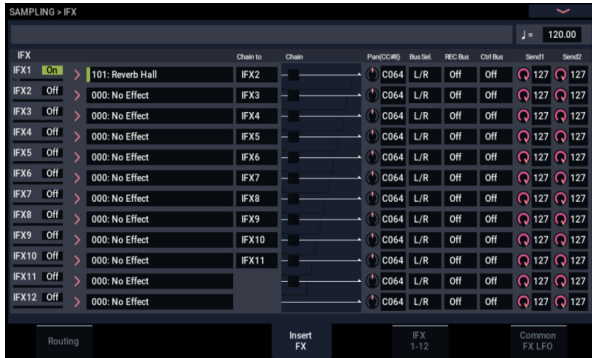 SAMPLING > IFX
♩ = 120.00
IFX Chain to Chain Pan(CC#8) Bus Sel. REC Bus Ctrl Bus Send1 Send2
IFX1 On 101: Reverb Hall IFX2 C064 L/R Off Off 127 127
IFX2 Off 000: No Effect IFX3 C064 L/R Off Off 127 127
IFX3 Off 000: No Effect IFX4 C064 L/R Off Off 127 127
IFX4 Off 000: No Effect IFX5 C064 L/R Off Off 127 127
IFX5 Off 000: No Effect IFX6 C064 L/R Off Off 127 127
IFX6 Off 000: No Effect IFX7 C064 L/R Off Off 127 127
IFX7 Off 000: No Effect IFX8 C064 L/R Off Off 127 127
IFX8 Off 000: No Effect IFX9 C064 L/R Off Off 127 127
IFX9 Off 000: No Effect IFX10 C064 L/R Off Off 127 127
IFX10 Off 000: No Effect IFX11 C064 L/R Off Off 127 127
IFX11 Off 000: No Effect C064 L/R Off Off 127 127
IFX12 Off 000: No Effect C064 L/R Off Off 127 127
Routing
Insert
FX
IFX
1-12
Common
FX LFO